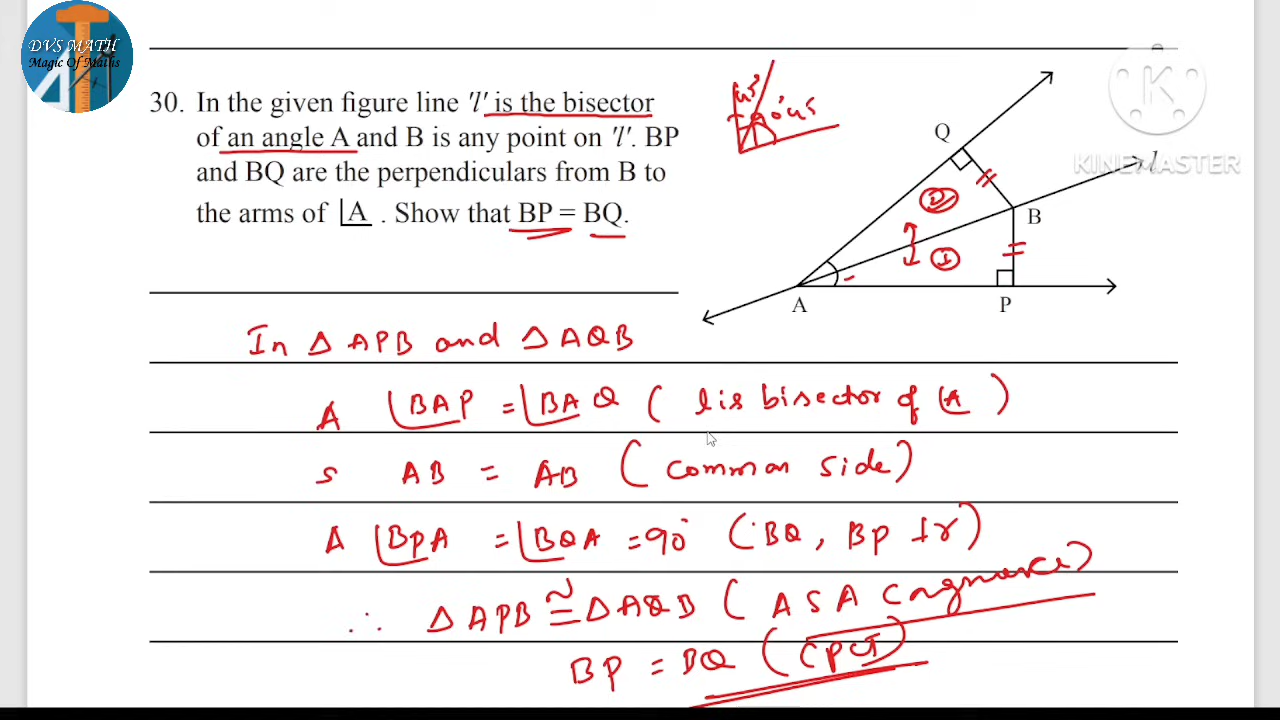 DVS MATH
Magic Of Maths
30. In the given figure line 'l' is the bisector
of an angle A and B is any point on 'l'. BP
and BQ are the perpendiculars from B to
the arms of ⌊A . Show that BP = BQ.
K
KINEMASTER
Q
l
B
A
P
2
1
In △ APB and △ AQB
A ⌊BAP = ⌊BAQ ( l is bisector of ⌊A )
S AB = AB ( common side )
A ⌊BPA = ⌊BQA = 90° ( BQ, BP ⊥r )
∴ △ APB ≅ △ AQB ( ASA Congruence )
BP = BQ ( CPCT )